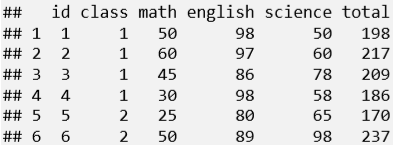 ##   id class math english science total
## 1  1     1   50      98      50   198
## 2  2     1   60      97      60   217
## 3  3     1   45      86      78   209
## 4  4     1   30      98      58   186
## 5  5     2   25      80      65   170
## 6  6     2   50      89      98   237